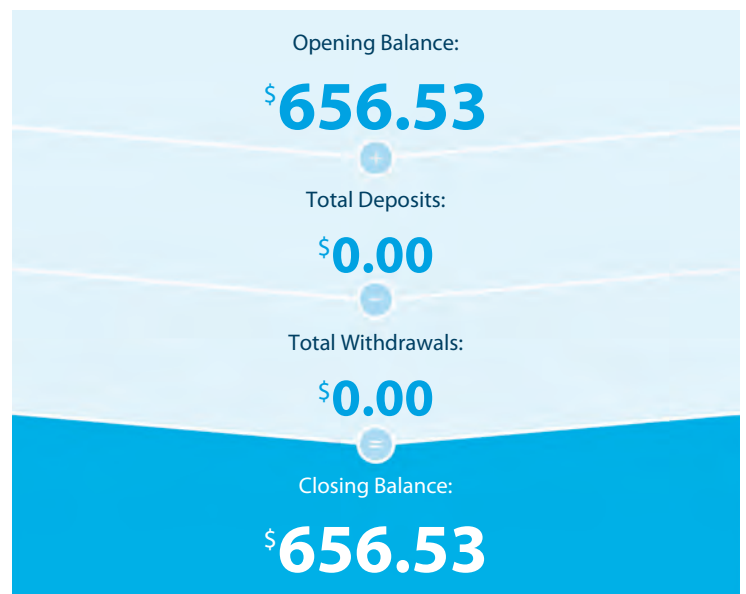 Opening Balance:
$656.53
+
Total Deposits:
$0.00
−
Total Withdrawals:
$0.00
=
Closing Balance:
$656.53